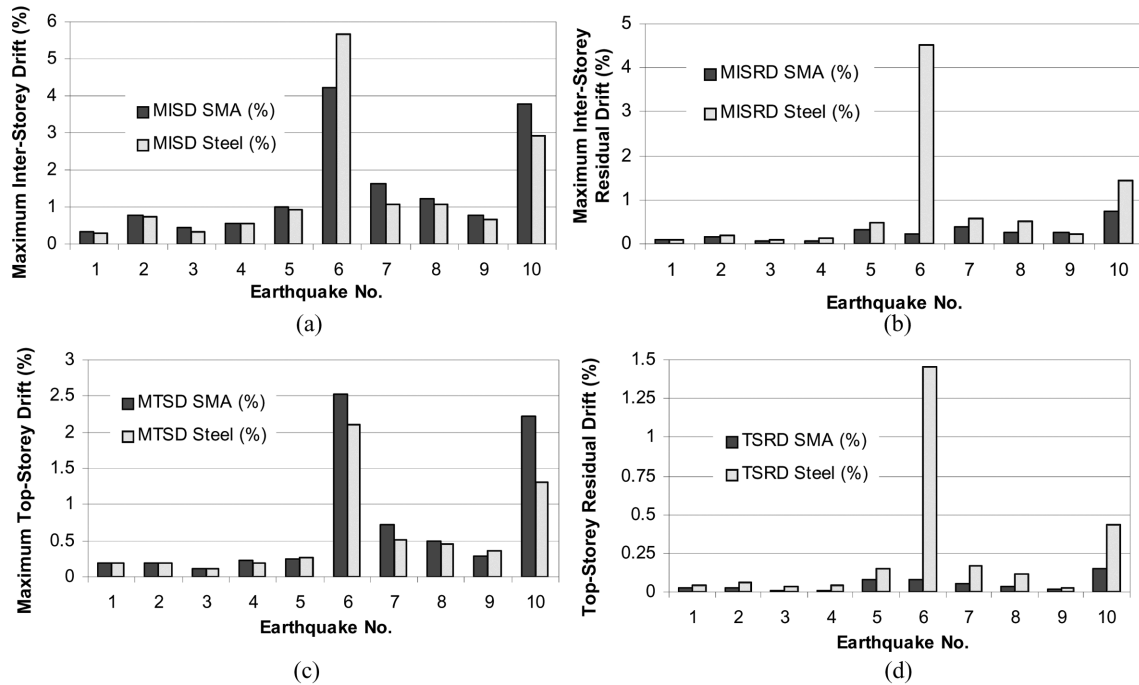 Maximum Inter-Storey Drift (%)
6
5
4
3
2
1
0
MISD SMA (%)
MISD Steel (%)
1 2 3 4 5 6 7 8 9 10
Earthquake No.
(a)
Maximum Inter-Storey
Residual Drift (%)
5
4
3
2
1
0
MISRD SMA (%)
MISRD Steel (%)
1 2 3 4 5 6 7 8 9 10
Earthquake No.
(b)
Maximum Top-Storey Drift (%)
3
2.5
2
1.5
1
0.5
0
MTSD SMA (%)
MTSD Steel (%)
1 2 3 4 5 6 7 8 9 10
Earthquake No.
(c)
Top-Storey Residual Drift (%)
1.5
1.25
1
0.75
0.5
0.25
0
TSRD SMA (%)
TSRD Steel (%)
1 2 3 4 5 6 7 8 9 10
Earthquake No.
(d)